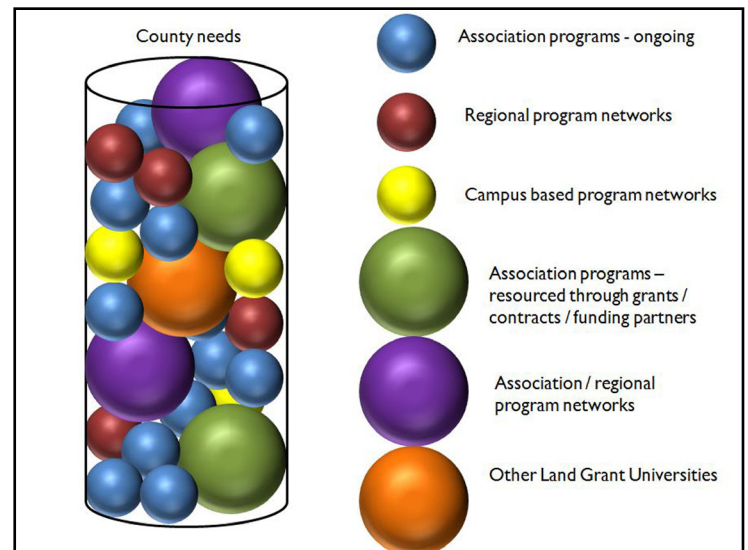 County needs
Association programs - ongoing
Regional program networks
Campus based program networks
Association programs –
resourced through grants /
contracts / funding partners
Association / regional
program networks
Other Land Grant Universities